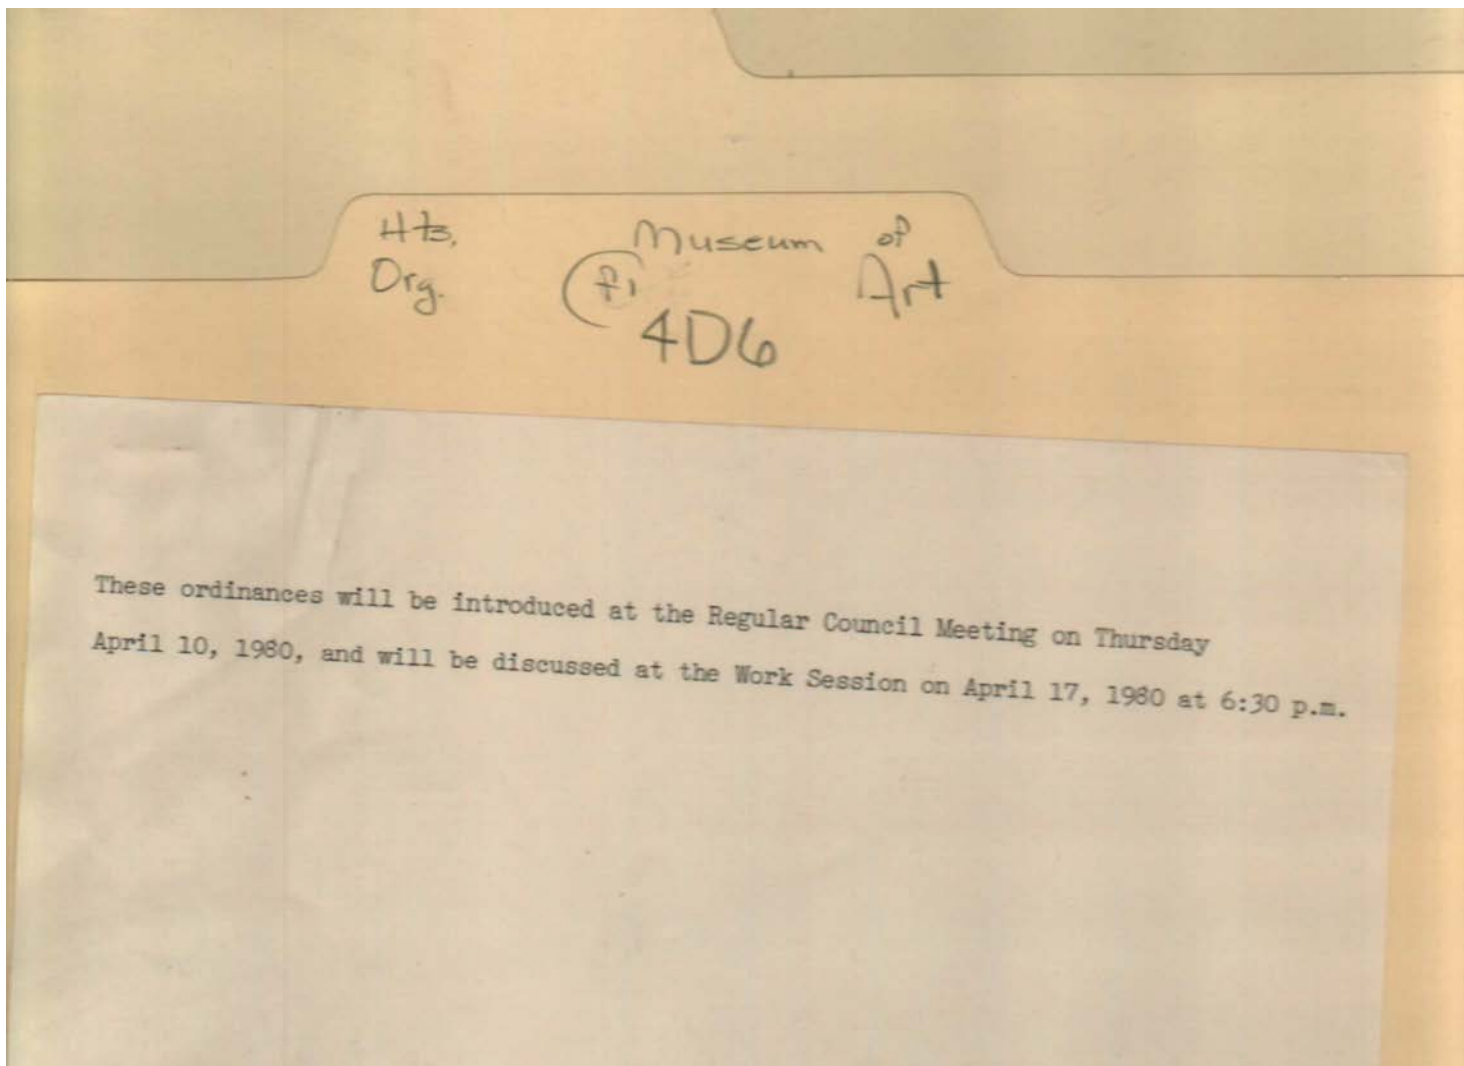 Hts. Museum of
Org. Art
4D6
These ordinances will be introduced at the Regular Council Meeting on Thursday
April 10, 1980, and will be discussed at the Work Session on April 17, 1980 at 6:30 p.m.